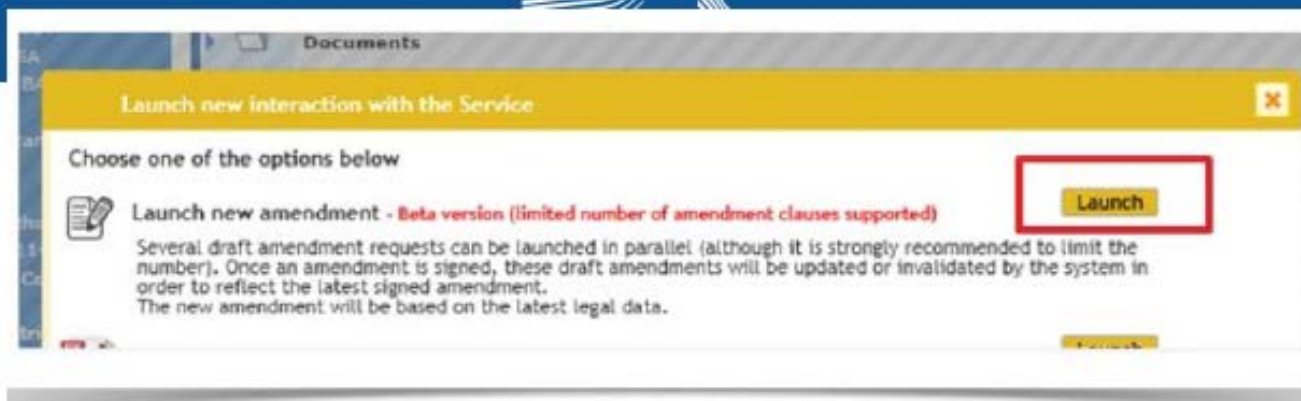 Documents
Launch new interaction with the Service
Choose one of the options below
Launch new amendment - Beta version (limited number of amendment clauses supported)
Launch
Several draft amendment requests can be launched in parallel (although it is strongly recommended to limit the
number). Once an amendment is signed, these draft amendments will be updated or invalidated by the system in
order to reflect the latest signed amendment.
The new amendment will be based on the latest legal data.
Launch